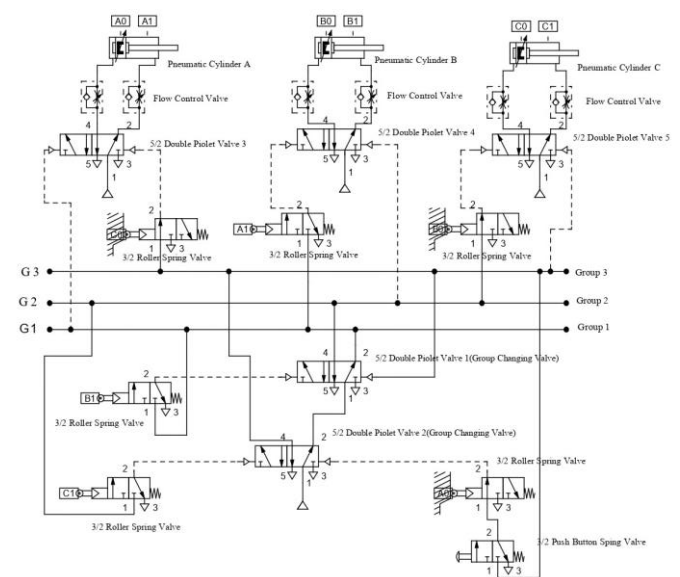 A0 A1
B0 B1
C0 C1
Pneumatic Cylinder A
Pneumatic Cylinder B
Pneumatic Cylinder C
Flow Control Valve
Flow Control Valve
Flow Control Valve
4 2
4 2
4 2
5/2 Double Piolet Valve 3
5/2 Double Piolet Valve 4
5/2 Double Piolet Valve 5
5 3
5 3
5 3
1
1
1
2
2
2
C0
A1
B0
1 3
1 3
1 3
3/2 Roller Spring Valve
3/2 Roller Spring Valve
3/2 Roller Spring Valve
G 3
Group 3
G 2
Group 2
G1
Group 1
4 2
5/2 Double Piolet Valve 1(Group Changing Valve)
2
5 1 3
B1
1 3
3/2 Roller Spring Valve
4 2
5/2 Double Piolet Valve 2(Group Changing Valve)
5 1 3
2
C1
1 3
3/2 Roller Spring Valve
3/2 Roller Spring Valve
2
A0
1 3
2
3/2 Push Button Sping Valve
1 3